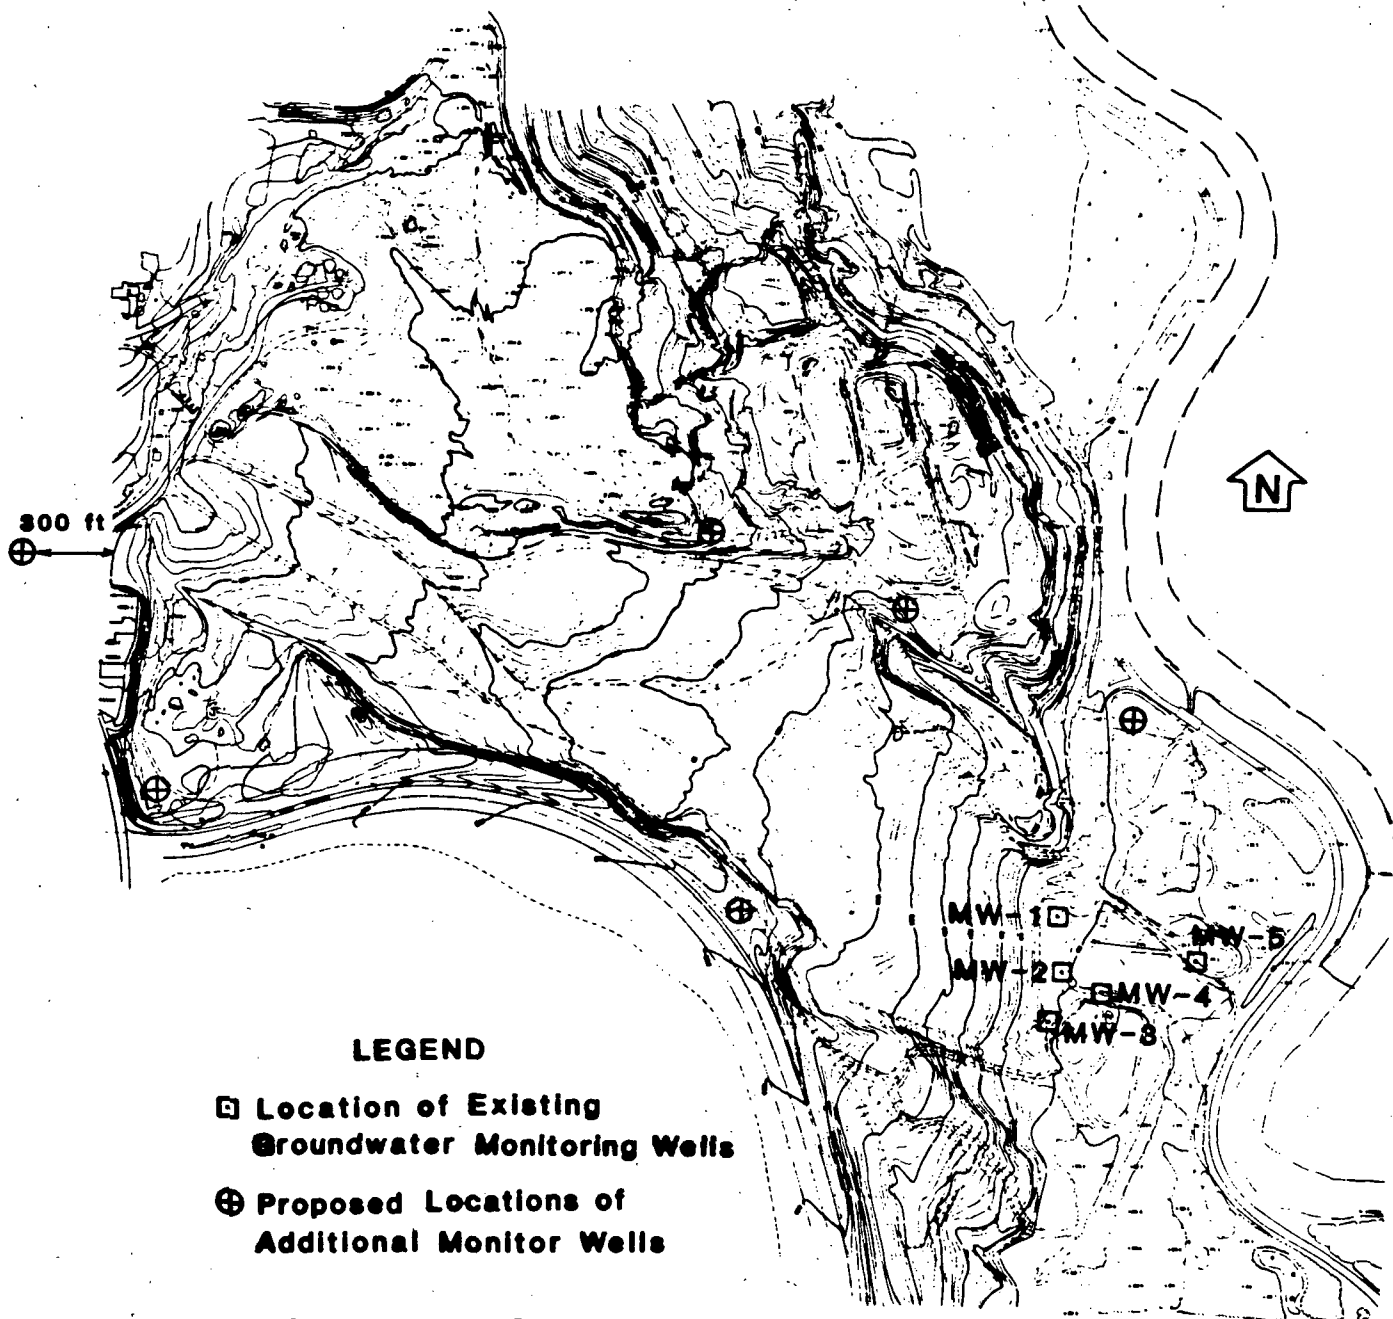 N
300 ft
MW-1
MW-5
MW-2
MW-4
MW-3
LEGEND
Location of Existing
Groundwater Monitoring Wells
Proposed Locations of
Additional Monitor Wells